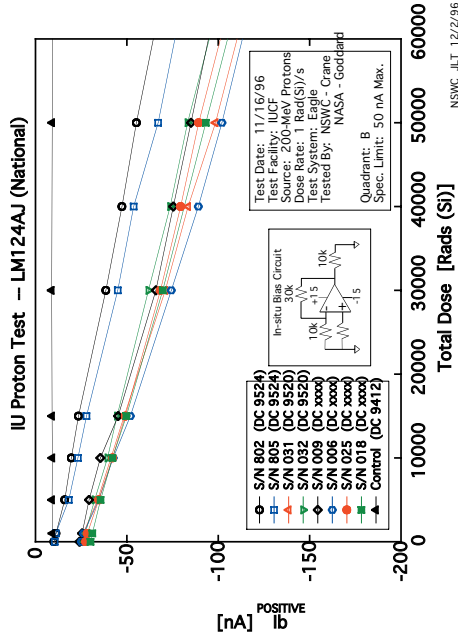 IU Proton Test – LM124AJ (National)
0
-50
-100
-150
-200
[nA] Ib POSITIVE
0
10000
20000
30000
40000
50000
60000
Total Dose [Rads (Si)]
S/N 802 (DC 9524)
S/N 805 (DC 9524)
S/N 031 (DC 9520)
S/N 032 (DC 9520)
S/N 009 (DC xxxx)
S/N 006 (DC xxxx)
S/N 025 (DC xxxx)
S/N 018 (DC xxxx)
Control (DC 9412)
In-situ Bias Circuit
30k
10k
+15
-15
10k
−
+
Test Date: 11/16/96
Test Facility: IUCF
Source: 200-MeV Protons
Dose Rate: 1 Rad(Si)/s
Test System: Eagle
Tested By: NSWC - Crane
NASA - Goddard
Quadrant: B
Spec. Limit: 50 nA Max.
NSWC JLT 12/2/96